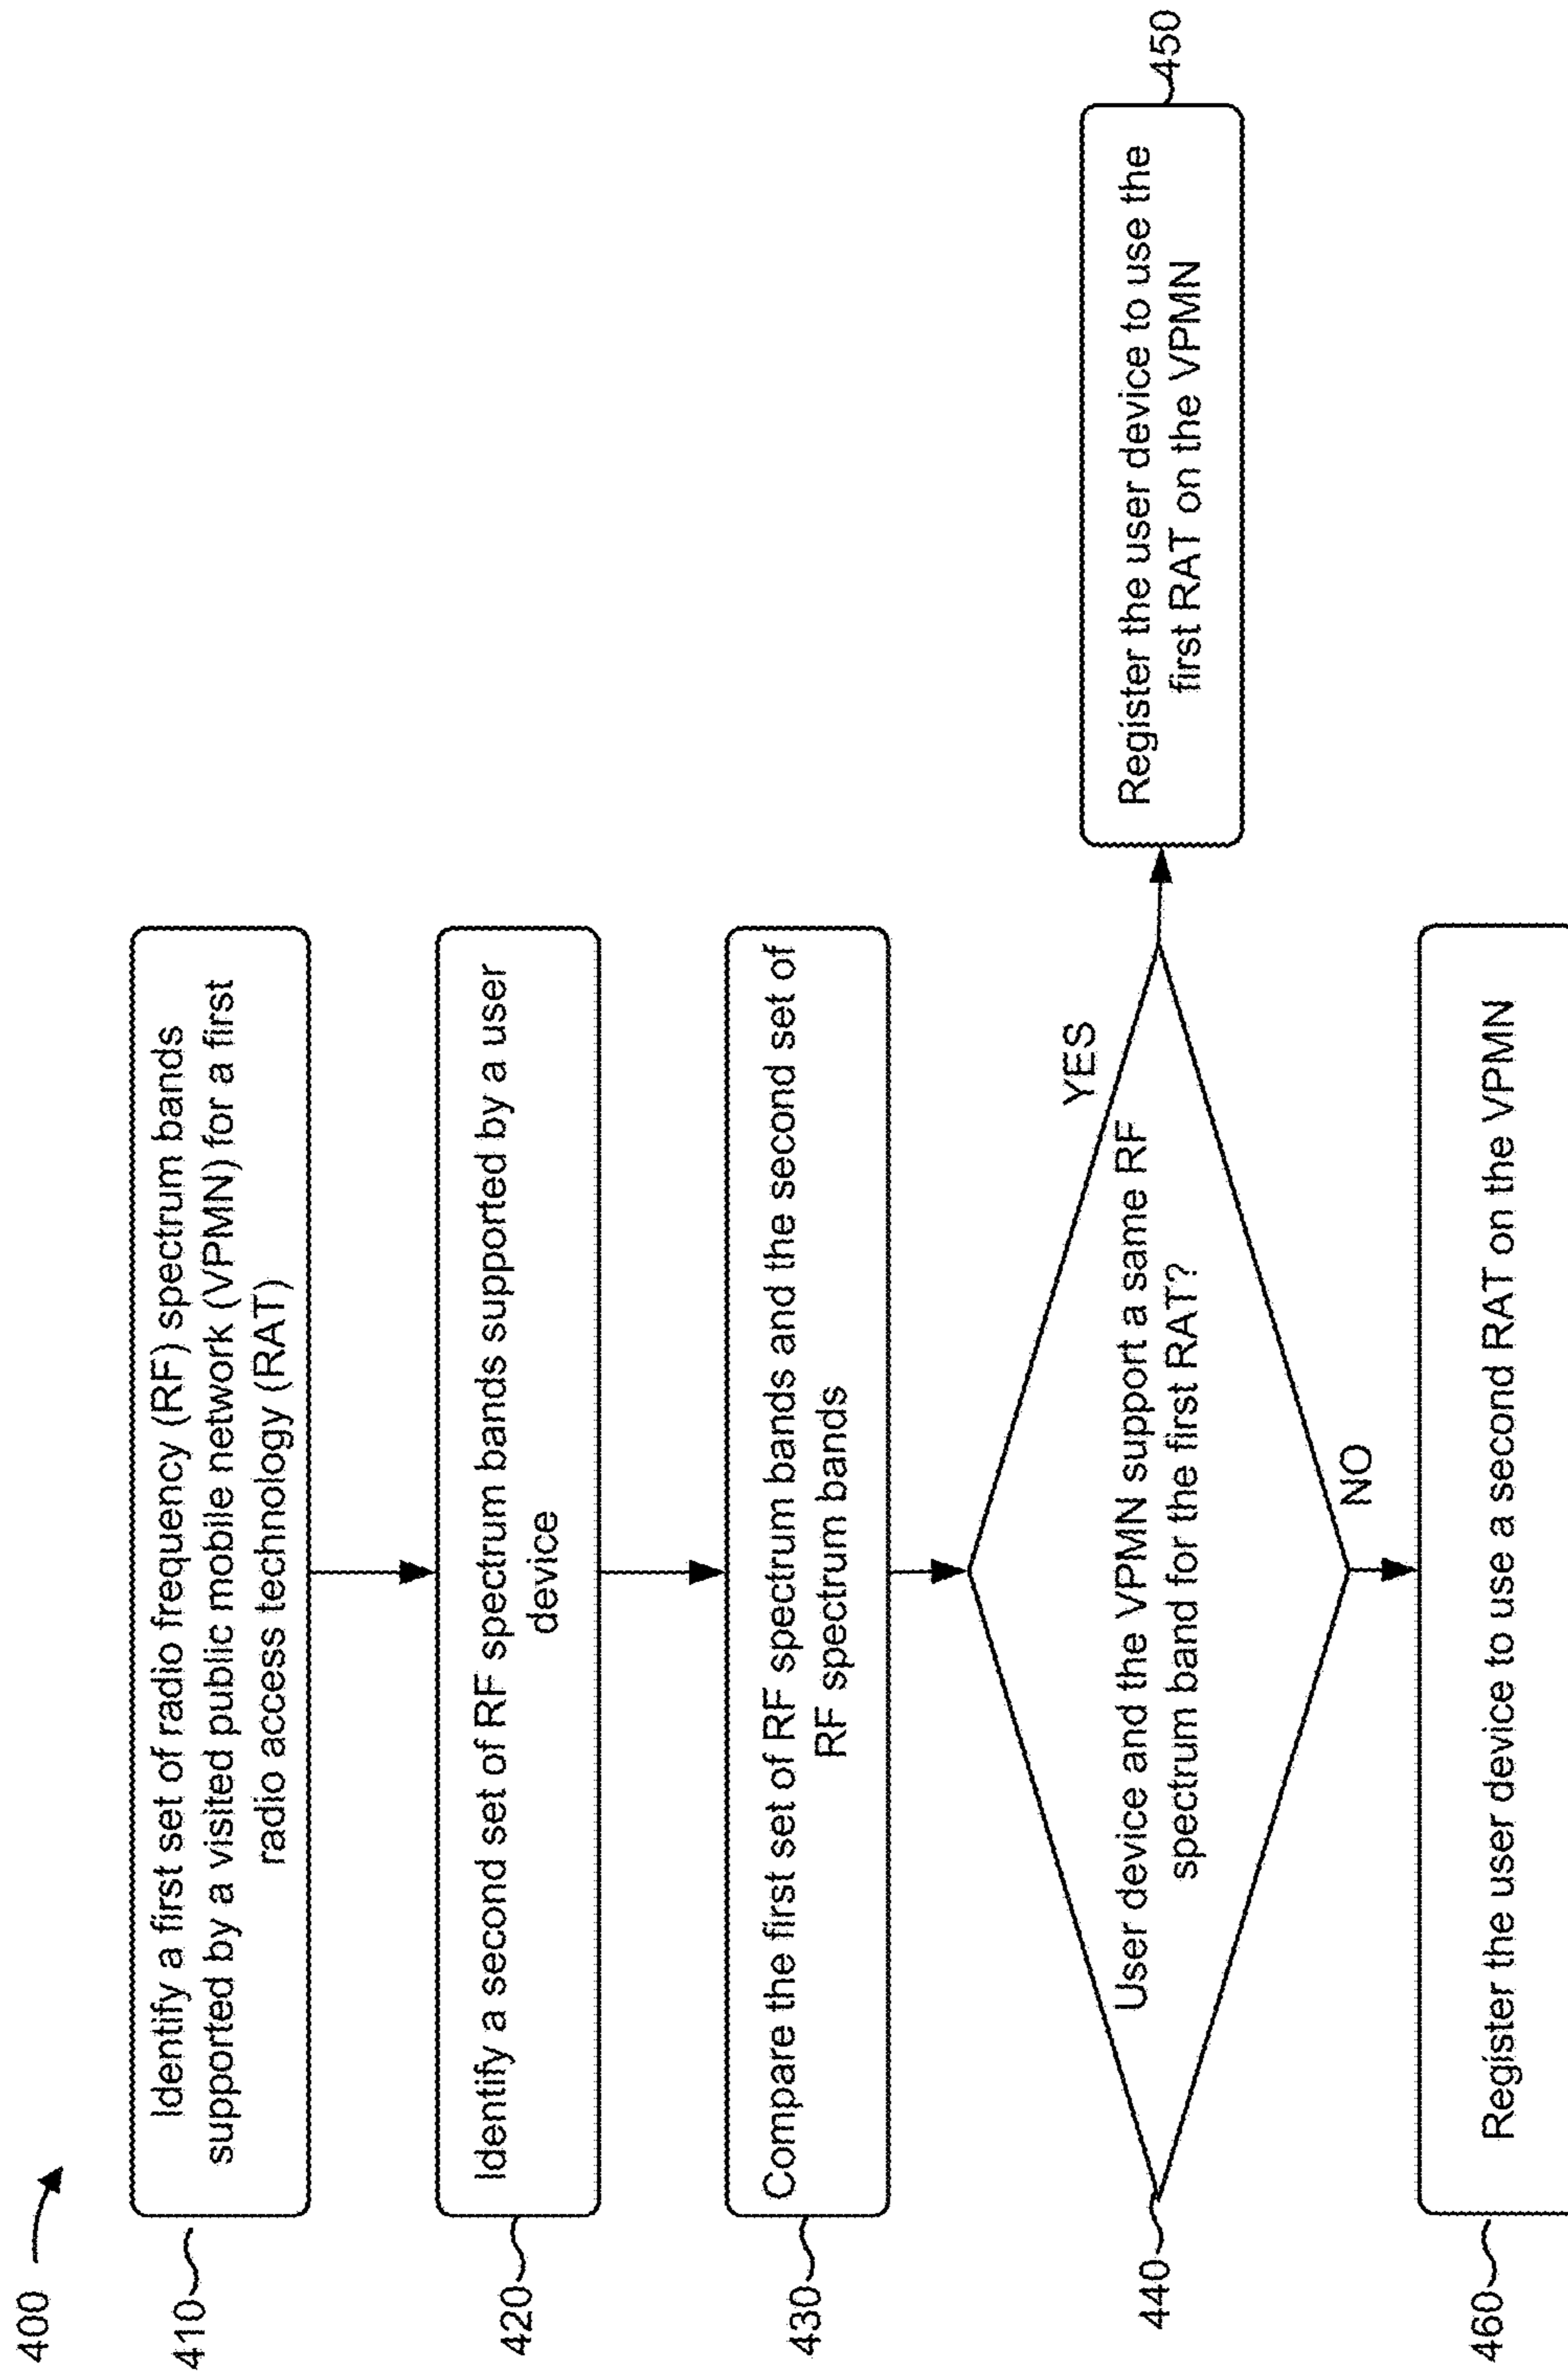 400
410
Identify a first set of radio frequency (RF) spectrum bands
supported by a visited public mobile network (VPMN) for a first
radio access technology (RAT)
420
Identify a second set of RF spectrum bands supported by a user
device
430
Compare the first set of RF spectrum bands and the second set of
RF spectrum bands
440
User device and the VPMN support a same RF
spectrum band for the first RAT?
YES
Register the user device to use the
first RAT on the VPMN
450
NO
460
Register the user device to use a second RAT on the VPMN